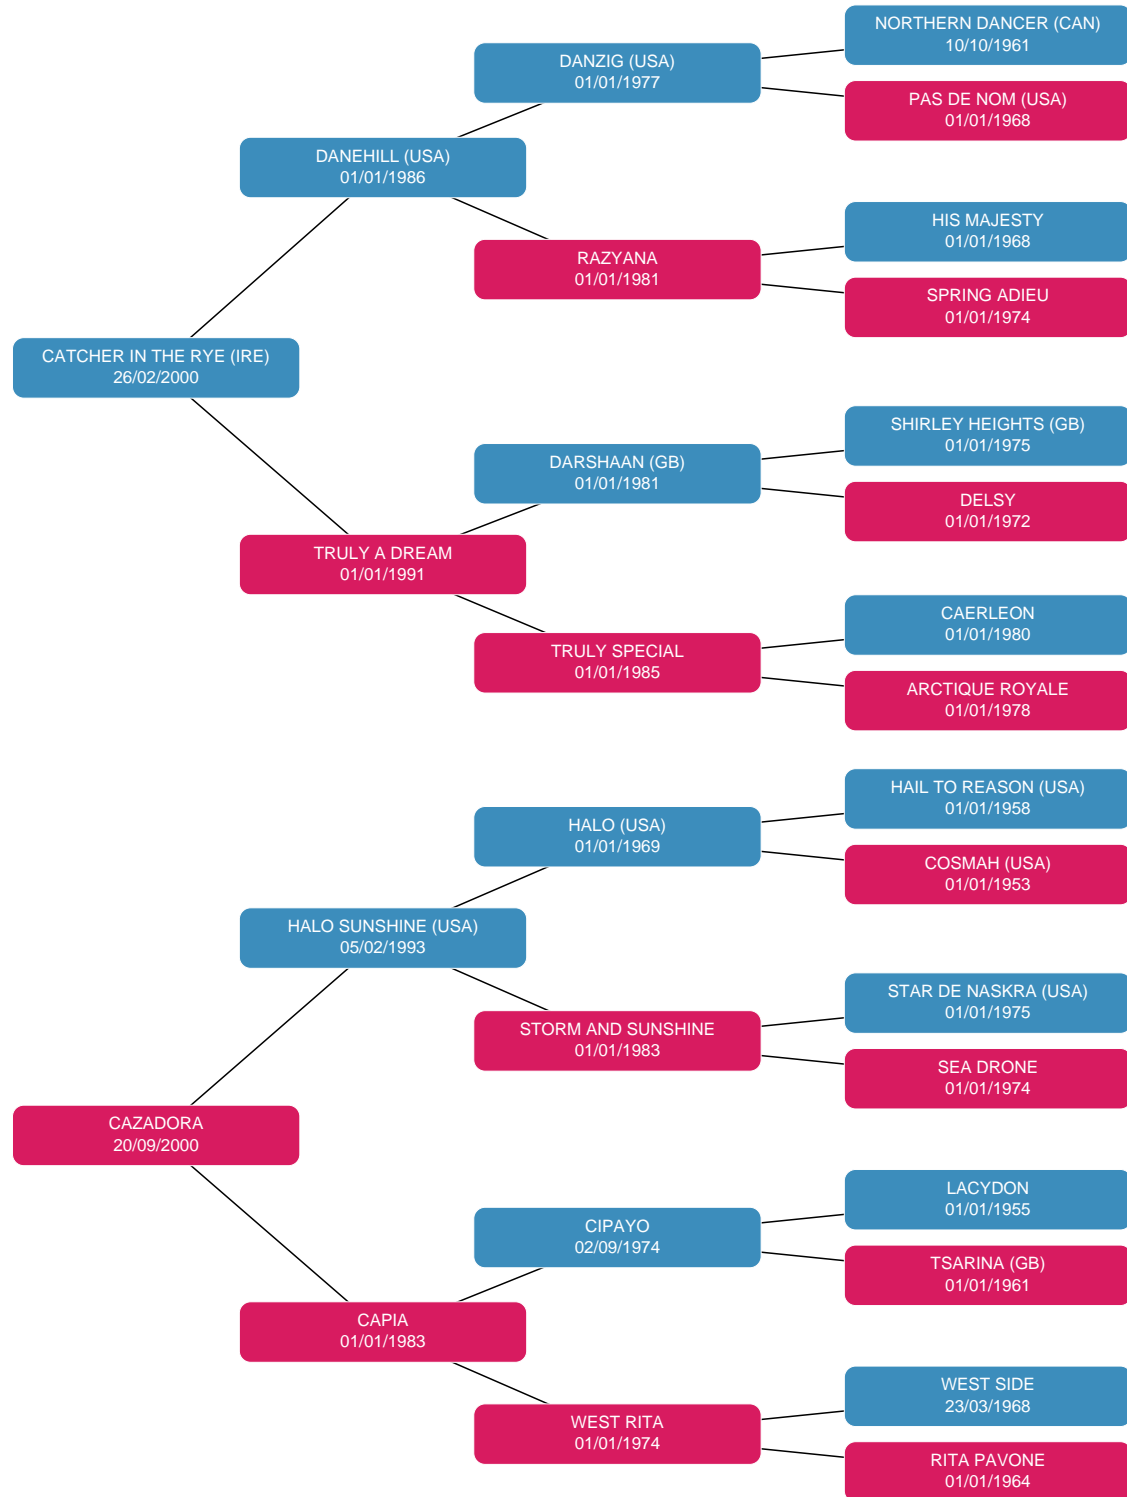 NORTHERN DANCER (CAN)
10/10/1961
DANZIG (USA)
01/01/1977
PAS DE NOM (USA)
01/01/1968
DANEHILL (USA)
01/01/1986
HIS MAJESTY
01/01/1968
RAZYANA
01/01/1981
SPRING ADIEU
01/01/1974
CATCHER IN THE RYE (IRE)
26/02/2000
SHIRLEY HEIGHTS (GB)
01/01/1975
DARSHAAN (GB)
01/01/1981
DELSY
01/01/1972
TRULY A DREAM
01/01/1991
CAERLEON
01/01/1980
TRULY SPECIAL
01/01/1985
ARCTIQUE ROYALE
01/01/1978
HAIL TO REASON (USA)
01/01/1958
HALO (USA)
01/01/1969
COSMAH (USA)
01/01/1953
HALO SUNSHINE (USA)
05/02/1993
STAR DE NASKRA (USA)
01/01/1975
STORM AND SUNSHINE
01/01/1983
SEA DRONE
01/01/1974
CAZADORA
20/09/2000
LACYDON
01/01/1955
CIPAYO
02/09/1974
TSARINA (GB)
01/01/1961
CAPIA
01/01/1983
WEST SIDE
23/03/1968
WEST RITA
01/01/1974
RITA PAVONE
01/01/1964